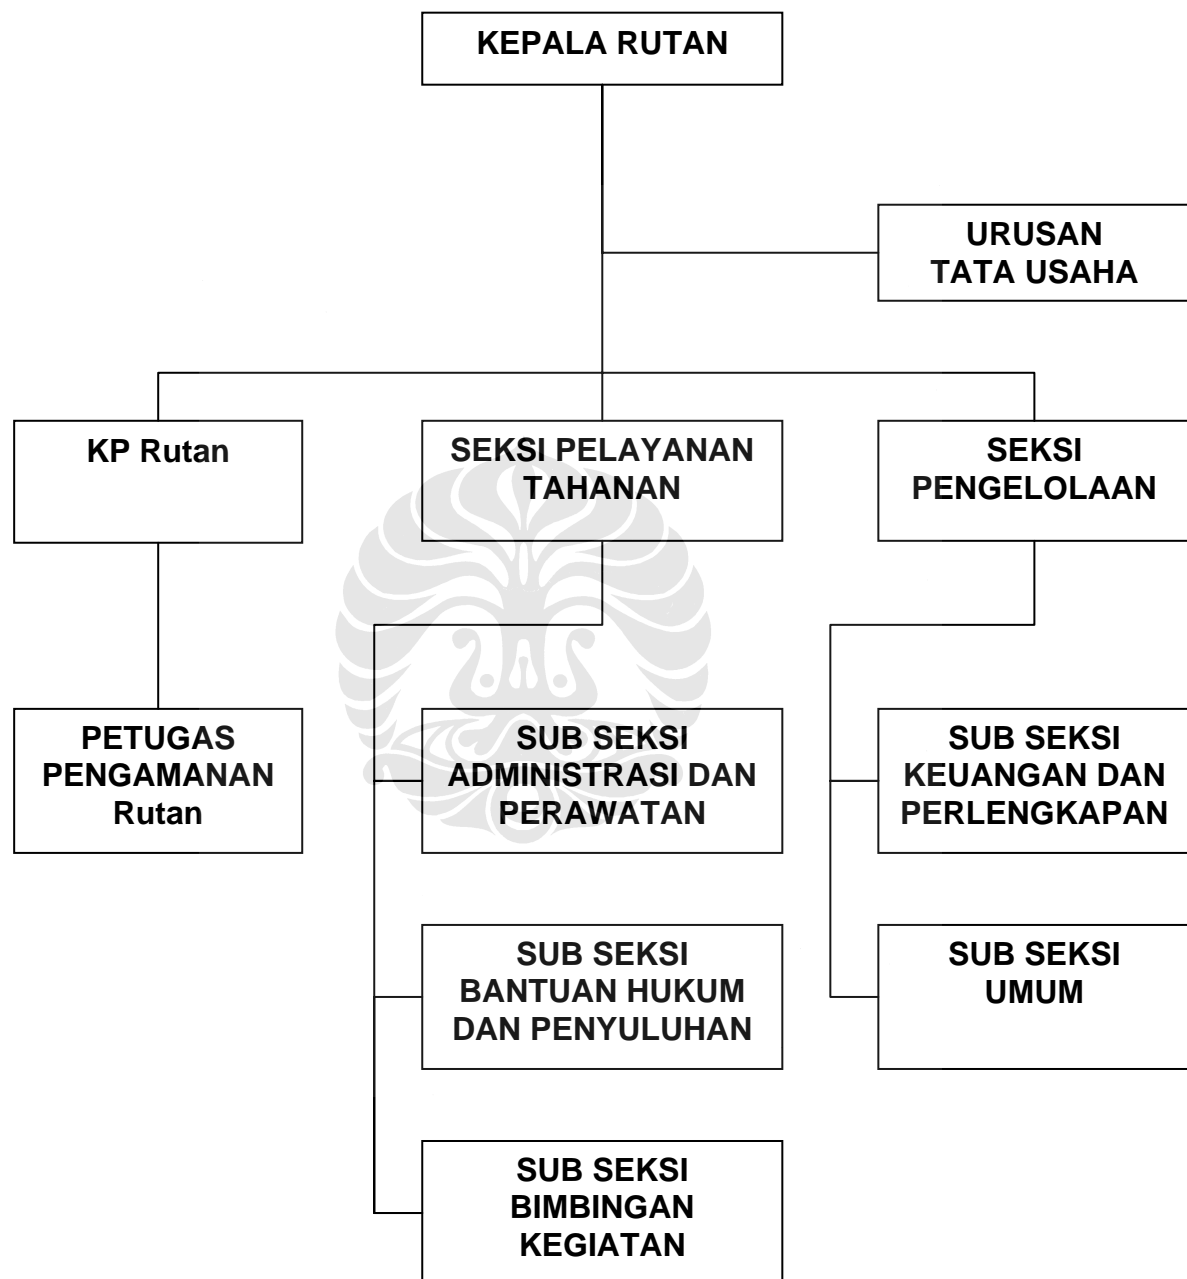 KEPALA RUTAN
URUSAN
TATA USAHA
KP Rutan
SEKSI PELAYANAN
TAHANAN
SEKSI
PENGELOLAAN
PETUGAS
PENGAMANAN
Rutan
SUB SEKSI
ADMINISTRASI DAN
PERAWATAN
SUB SEKSI
KEUANGAN DAN
PERLENGKAPAN
SUB SEKSI
BANTUAN HUKUM
DAN PENYULUHAN
SUB SEKSI
UMUM
SUB SEKSI
BIMBINGAN
KEGIATAN